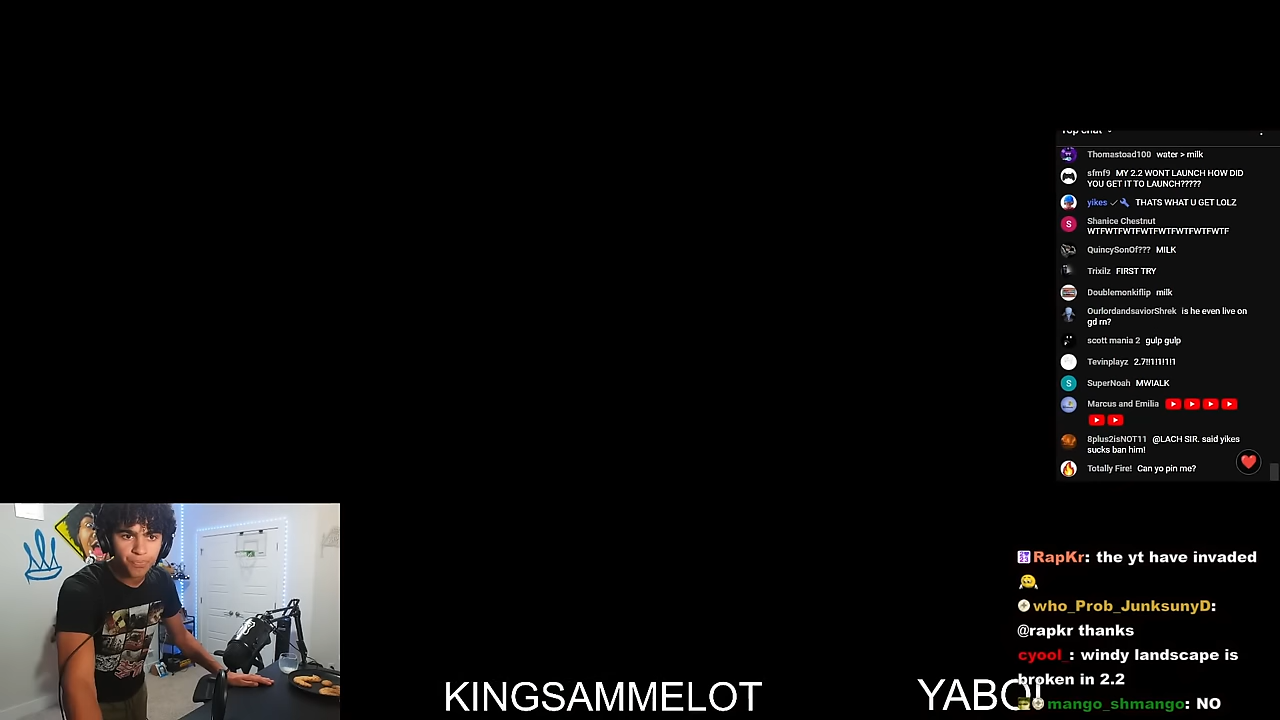 Top chat
Thomastoad100 water > milk
sfmf9 MY 2.2 WONT LAUNCH HOW DID
YOU GET IT TO LAUNCH?????
yikes THATS WHAT U GET LOLZ
Shanice Chestnut
WTFWTFWTFWTFWTFWTFWTFWTF
QuincySonOf??? MILK
Trixilz FIRST TRY
Doublemonkiflip milk
OurlordandsaviorShrek is he even live on
gd rn?
scott mania 2 gulp gulp
Tevinplayz 2.7!!1!1!1!1
S SuperNoah MWIALK
Marcus and Emilia
8plus2isNOT11 @LACH SIR. said yikes
sucks ban him!
Totally Fire! Can yo pin me?
RapKr: the yt have invaded
who_Prob_JunksunyD:
@rapkr thanks
cyool_: windy landscape is
broken in 2.2
mango_shmango: NO
KINGSAMMELOT
YABOI